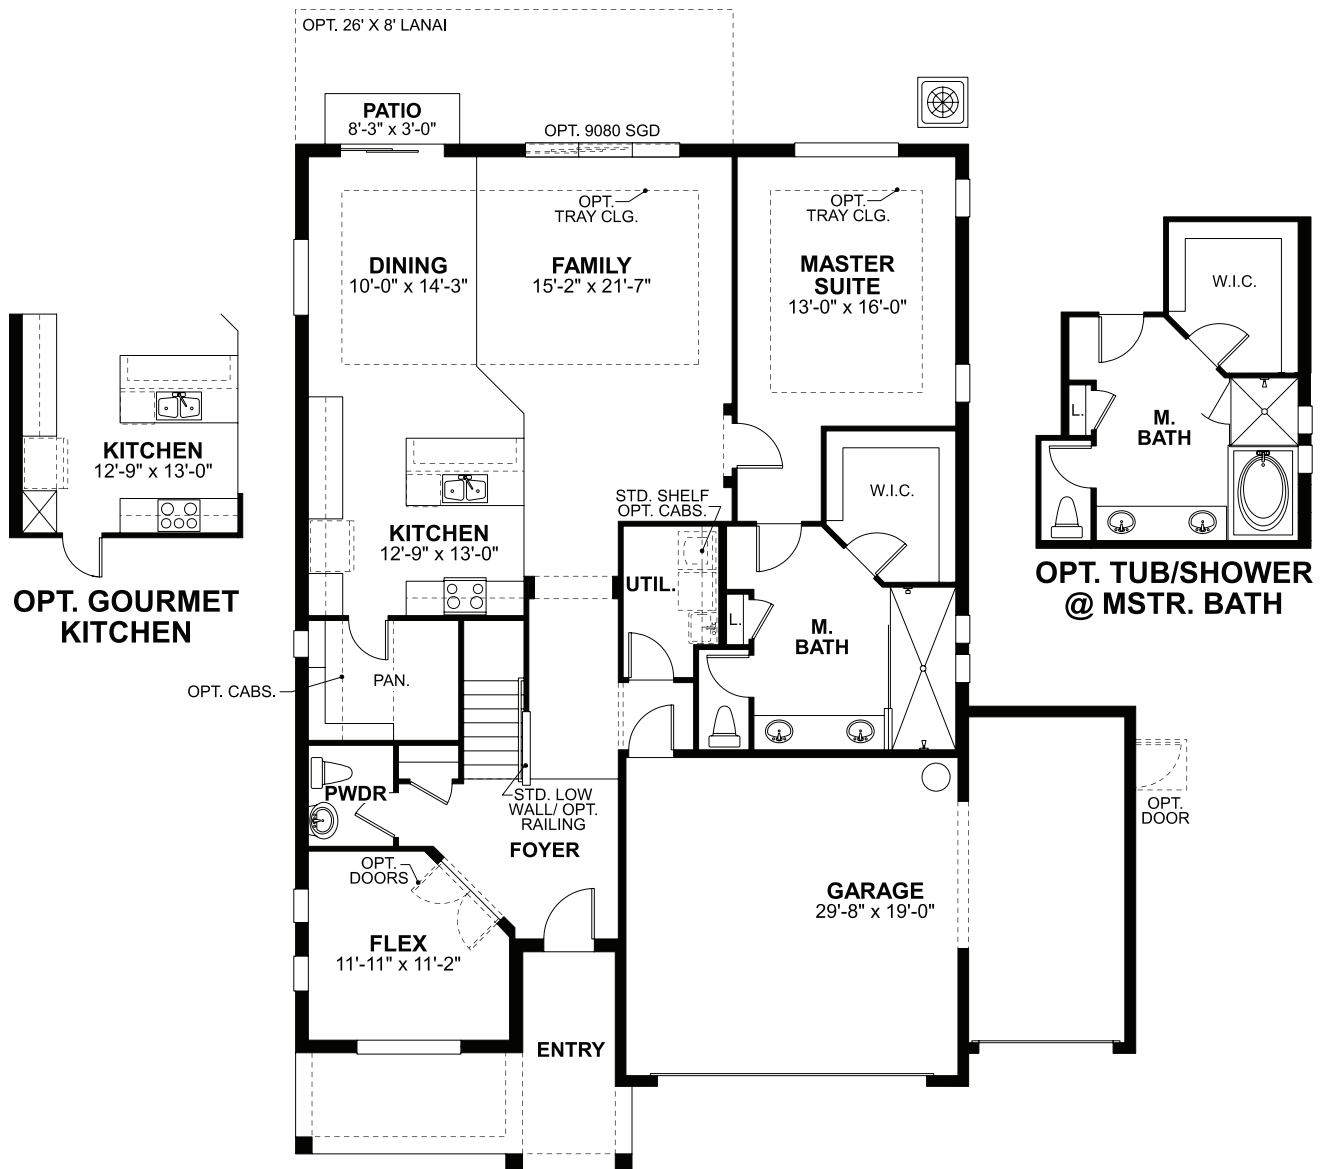 OPT. 26' X 8' LANAI
PATIO
8'-3" x 3'-0"
OPT. 9080 SGD
OPT.
TRAY CLG.
OPT.
TRAY CLG.
DINING
10'-0" x 14'-3"
FAMILY
15'-2" x 21'-7"
MASTER
SUITE
13'-0" x 16'-0"
W.I.C.
KITCHEN
12'-9" x 13'-0"
OPT. GOURMET
KITCHEN
L.
M.
BATH
OPT. TUB/SHOWER
@ MSTR. BATH
STD. SHELF
OPT. CABS.
W.I.C.
KITCHEN
12'-9" x 13'-0"
UTIL.
L.
M.
BATH
OPT. CABS.
PAN.
PWDR
STD. LOW
WALL/ OPT.
RAILING
FOYER
OPT.
DOOR
OPT.
DOORS
GARAGE
29'-8" x 19'-0"
FLEX
11'-11" x 11'-2"
ENTRY